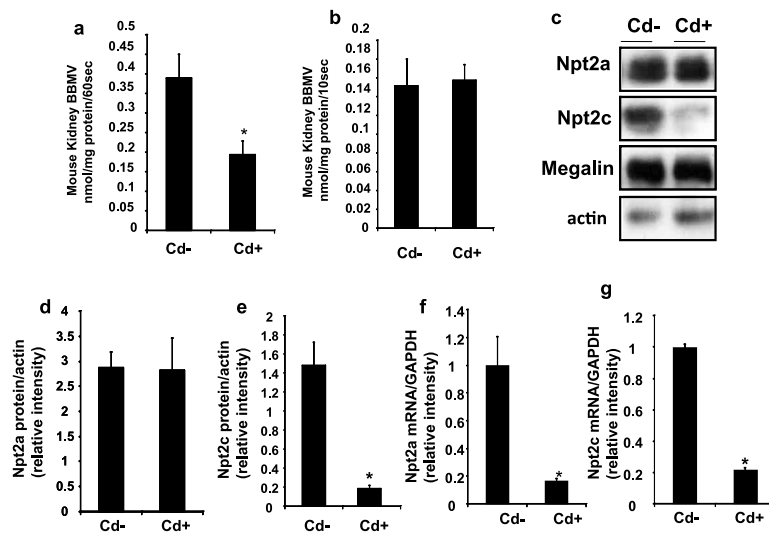 a
Mouse Kidney BBMV
nmol/mg protein/60sec
0.45
0.4
0.35
0.3
0.25
0.2
0.15
0.1
0.05
0
*
Cd-
Cd+
b
Mouse Kidney BBMV
nmol/mg protein/10sec
0.2
0.18
0.16
0.14
0.12
0.1
0.08
0.06
0.04
0.02
0
Cd-
Cd+
c
Cd-
Cd+
Npt2a
Npt2c
Megalin
actin
d
Npt2a protein/actin
(relative intensity)
4
3.5
3
2.5
2
1.5
1
0.5
0
Cd-
Cd+
e
Npt2c protein/actin
(relative intensity)
2
1.8
1.6
1.4
1.2
1
0.8
0.6
0.4
0.2
0
*
Cd-
Cd+
f
Npt2a mRNA/GAPDH
(relative intensity)
1.4
1.2
1
0.8
0.6
0.4
0.2
0
*
Cd-
Cd+
g
Npt2c mRNA/GAPDH
(relative intensity)
1.2
1
0.8
0.6
0.4
0.2
0
*
Cd-
Cd+